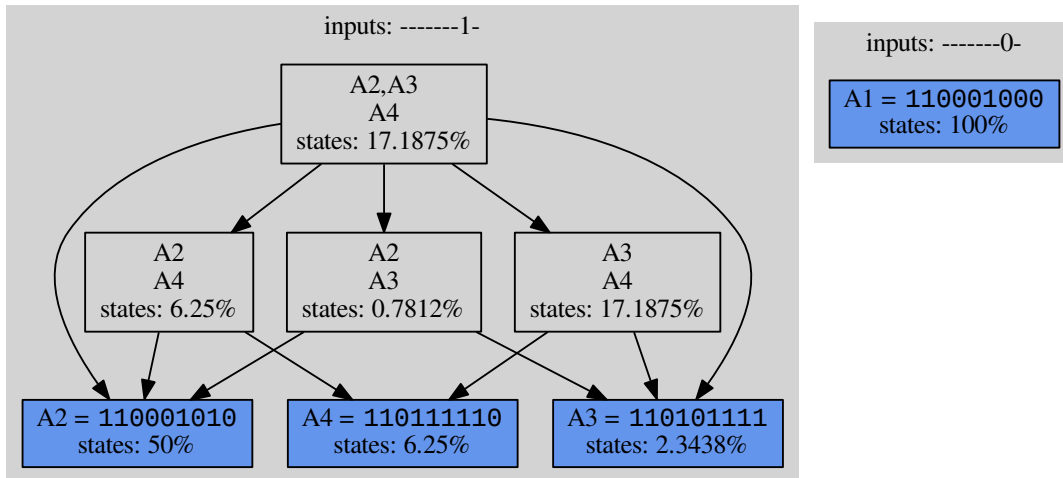 inputs: -------1-
A2,A3
A4
states: 17.1875%
A2
A4
states: 6.25%
A2
A3
states: 0.7812%
A3
A4
states: 17.1875%
A2 = 110001010
states: 50%
A4 = 110111110
states: 6.25%
A3 = 110101111
states: 2.3438%
inputs: -------0-
A1 = 110001000
states: 100%